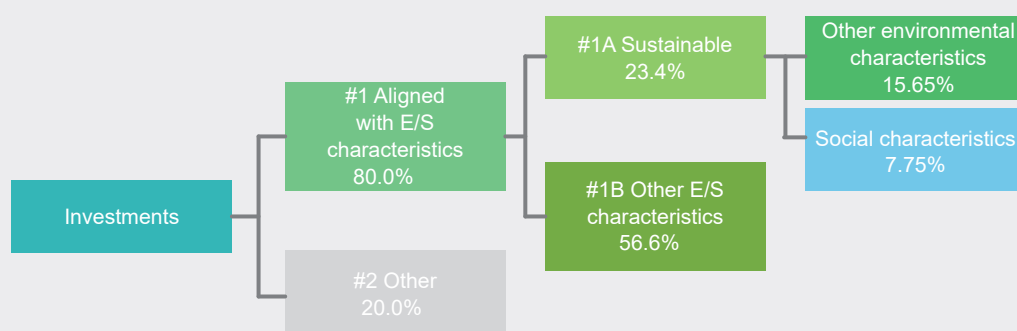 Investments
#1 Aligned
with E/S
characteristics
80.0%
#2 Other
20.0%
#1A Sustainable
23.4%
#1B Other E/S
characteristics
56.6%
Other environmental
characteristics
15.65%
Social characteristics
7.75%